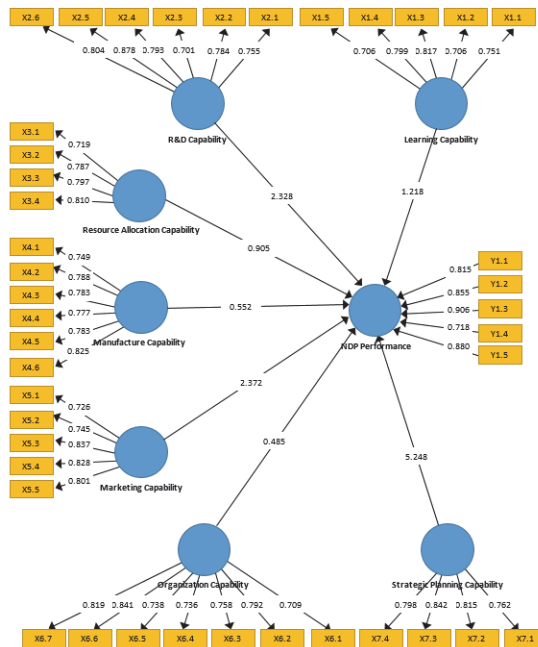 X2.6 X2.5 X2.4 X2.3 X2.2 X2.1 X1.5 X1.4 X1.3 X1.2 X1.1
0.804 0.878 0.793 0.701 0.784 0.755 0.706 0.799 0.817 0.706 0.751
R&D Capability Learning Capability
X3.1
X3.2
X3.3
X3.4
0.719
0.787
0.797
0.810
Resource Allocation Capability
2.328
1.218
0.905
X4.1
X4.2
X4.3
X4.4
X4.5
X4.6
0.749
0.788
0.783
0.777
0.783
0.825
Manufacture Capability
0.552
Y1.1
Y1.2
Y1.3
Y1.4
Y1.5
0.815
0.855
0.906
0.718
0.880
NDP Performance
X5.1
X5.2
X5.3
X5.4
X5.5
0.726
0.745
0.837
0.828
0.801
Marketing Capability
2.372
0.485
5.248
Organization Capability Strategic Planning Capability
0.819 0.841 0.738 0.736 0.758 0.792 0.709 0.798 0.842 0.815 0.762
X6.7 X6.6 X6.5 X6.4 X6.3 X6.2 X6.1 X7.4 X7.3 X7.2 X7.1